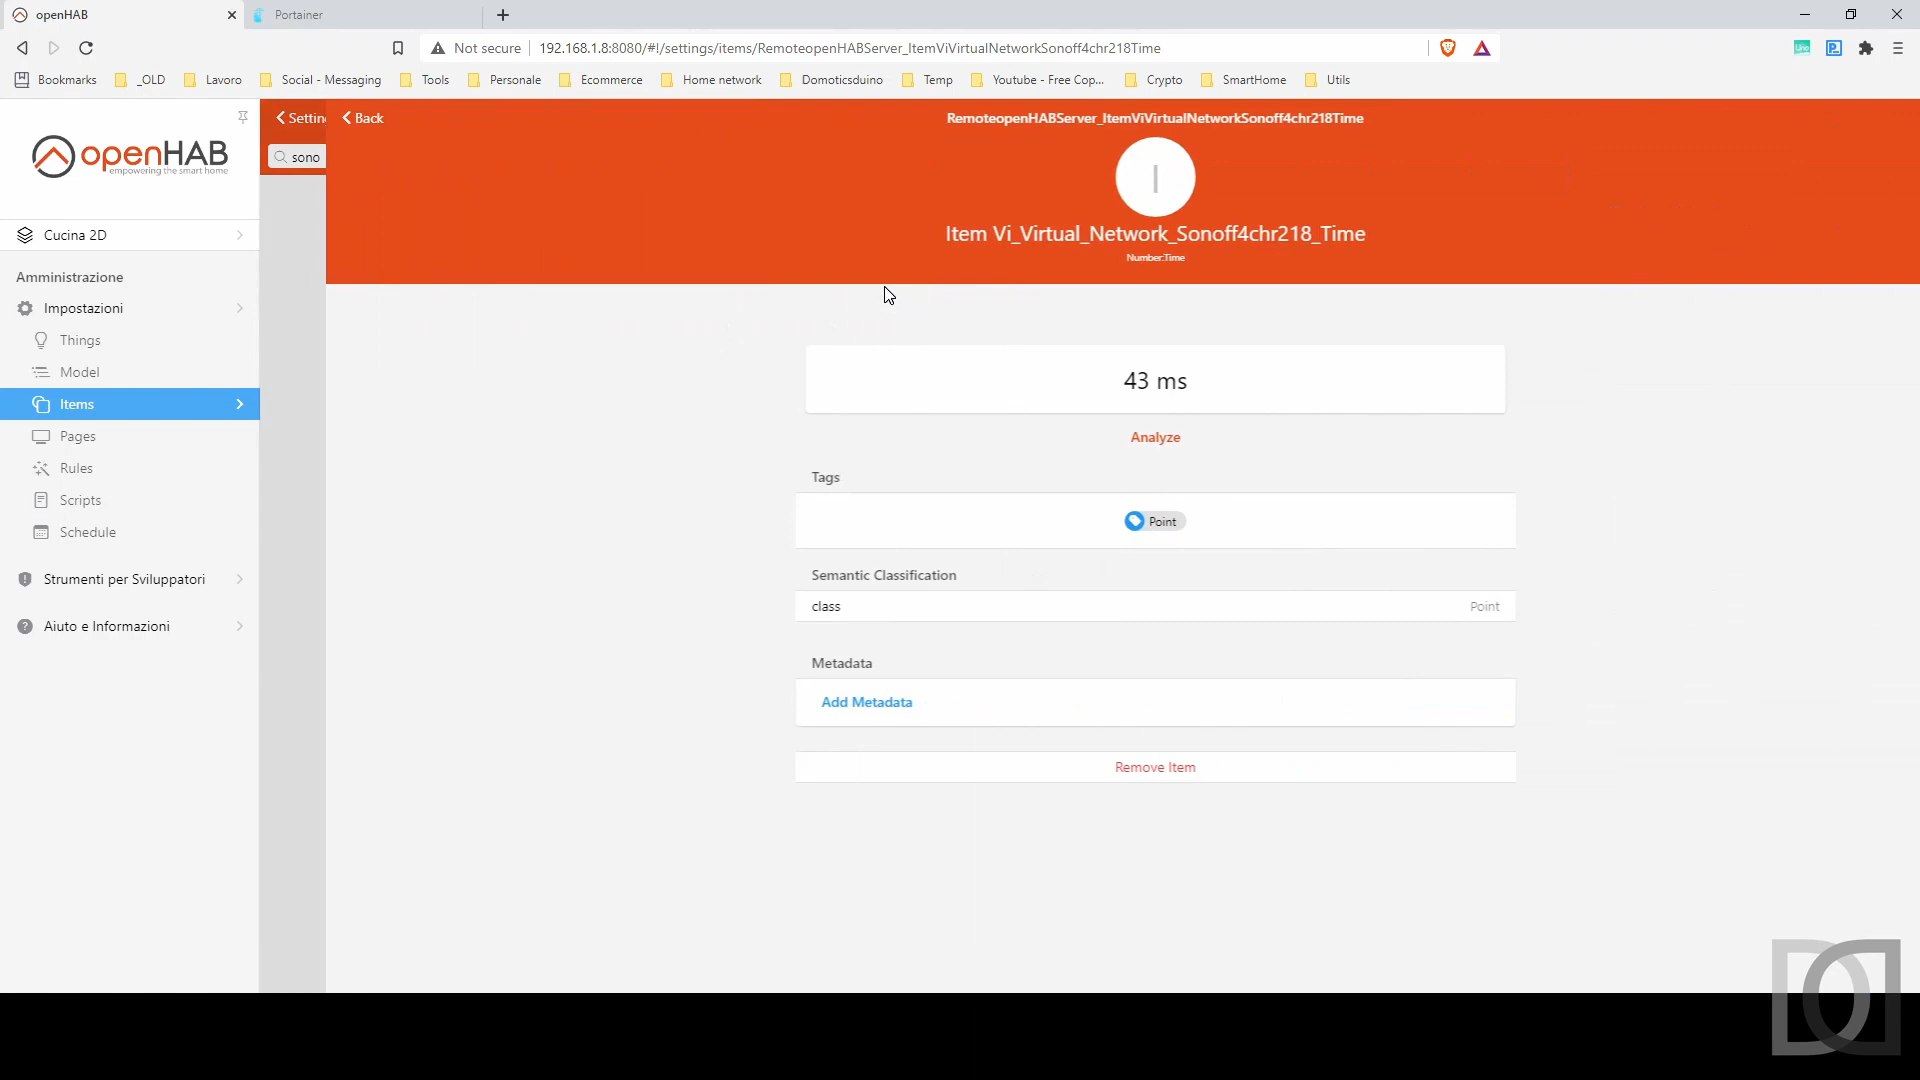 openHAB
Portainer
Not secure
192.168.1.8:8080/#!/settings/items/RemoteopenHABServer_ItemViVirtualNetworkSonoff4chr218Time
Bookmarks
_OLD
Lavoro
Social - Messaging
Tools
Personale
Ecommerce
Home network
Domoticsduino
Temp
Youtube - Free Cop...
Crypto
SmartHome
Utils
openHAB
empowering the smart home
Cucina 2D
Amministrazione
Impostazioni
Things
Model
Items
Pages
Rules
Scripts
Schedule
Strumenti per Sviluppatori
Aiuto e Informazioni
Settin
sono
Back
RemoteopenHABServer_ItemViVirtualNetworkSonoff4chr218Time
I
Item Vi_Virtual_Network_Sonoff4chr218_Time
Number:Time
43 ms
Analyze
Tags
Point
Semantic Classification
class
Point
Metadata
Add Metadata
Remove Item